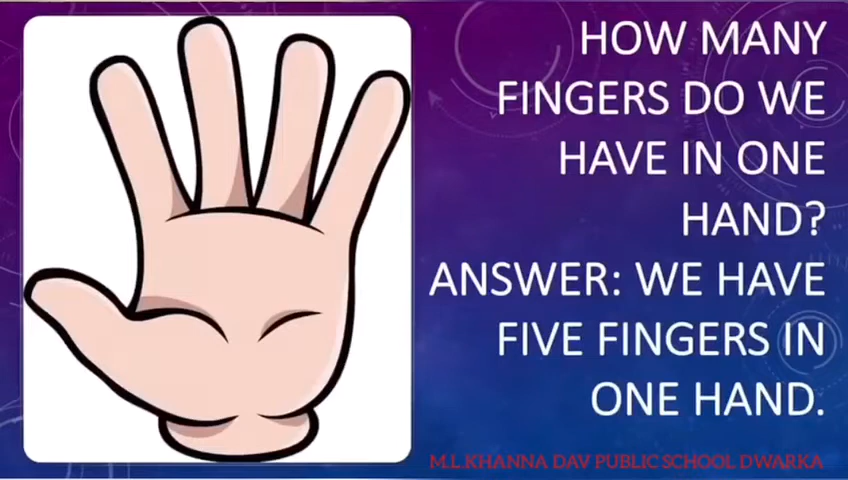 HOW MANY
FINGERS DO WE
HAVE IN ONE
HAND?
ANSWER: WE HAVE
FIVE FINGERS IN
ONE HAND.
M.L.KHANNA DAV PUBLIC SCHOOL DWARKA